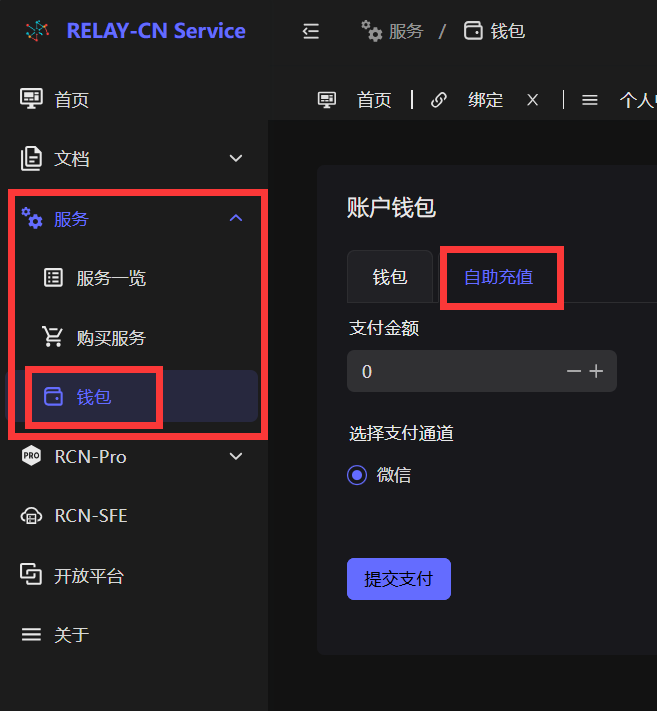 RELAY-CN Service
服务 / 钱包
首页
文档
服务
服务一览
购买服务
钱包
RCN-Pro
RCN-SFE
开放平台
关于
首页 | 绑定 X | 个人
账户钱包
钱包 自助充值
支付金额
0
选择支付通道
微信
提交支付